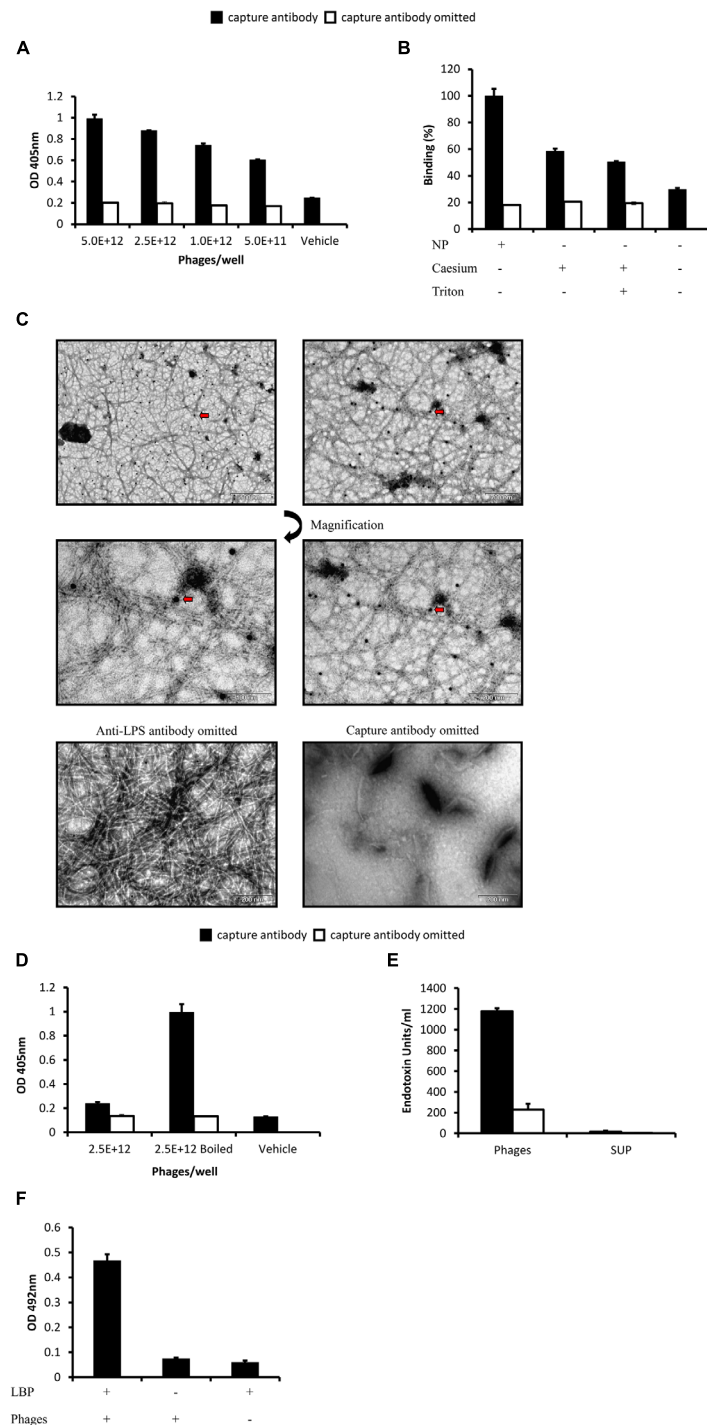 capture antibody capture antibody omitted
A
1.2
1
0.8
0.6
0.4
0.2
0
OD 405nm
5.0E+12 2.5E+12 1.0E+12 5.0E+11 Vehicle
Phages/well
B
120
100
80
60
40
20
0
Binding (%)
NP + - - -
Caesium - + + -
Triton - - + -
C
Magnification
Anti-LPS antibody omitted Capture antibody omitted
200 nm 200 nm
capture antibody capture antibody omitted
D
1.2
1
0.8
0.6
0.4
0.2
0
OD 405nm
2.5E+12 2.5E+12 Boiled Vehicle
Phages/well
E
1400
1200
1000
800
600
400
200
0
Endotoxin Units/ml
Phages SUP
F
0.6
0.5
0.4
0.3
0.2
0.1
0
OD 492nm
LBP + - +
Phages + + -